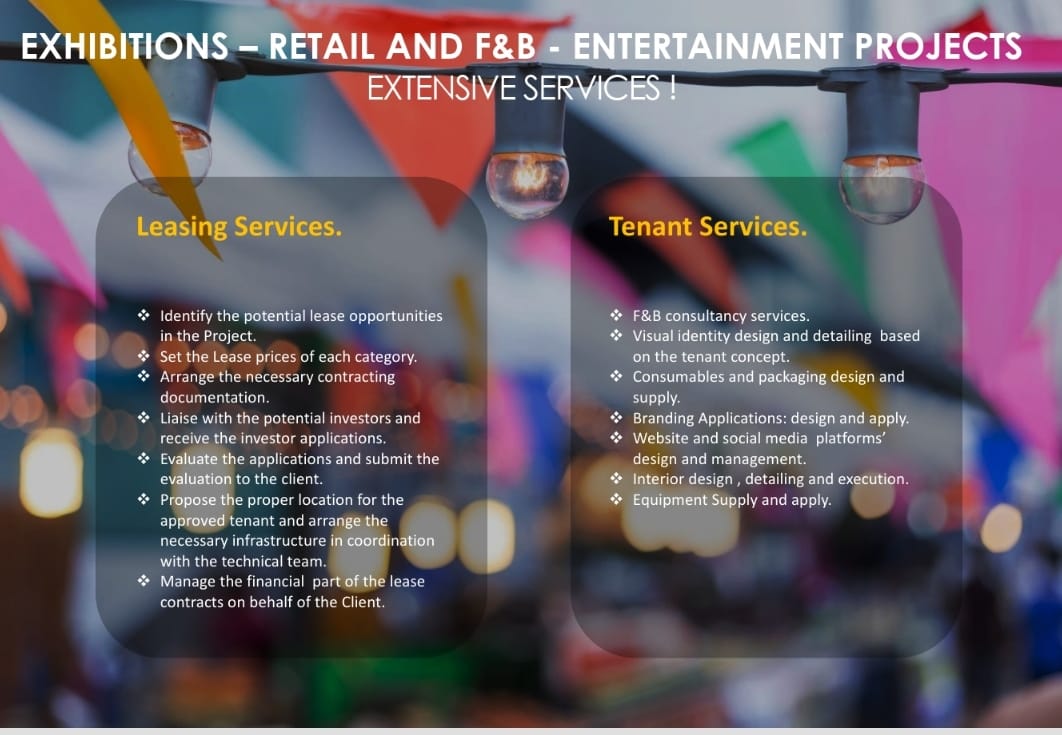 EXHIBITIONS – RETAIL AND F&B - ENTERTAINMENT PROJECTS
EXTENSIVE SERVICES !
Leasing Services.
❖ Identify the potential lease opportunities
in the Project.
❖ Set the Lease prices of each category.
❖ Arrange the necessary contracting
documentation.
❖ Liaise with the potential investors and
receive the investor applications.
❖ Evaluate the applications and submit the
evaluation to the client.
❖ Propose the proper location for the
approved tenant and arrange the
necessary infrastructure in coordination
with the technical team.
❖ Manage the financial  part of the lease
contracts on behalf of the Client.
Tenant Services.
❖ F&B consultancy services.
❖ Visual identity design and detailing  based
on the tenant concept.
❖ Consumables and packaging design and
supply.
❖ Branding Applications: design and apply.
❖ Website and social media  platforms’
design and management.
❖ Interior design , detailing and execution.
❖ Equipment Supply and apply.